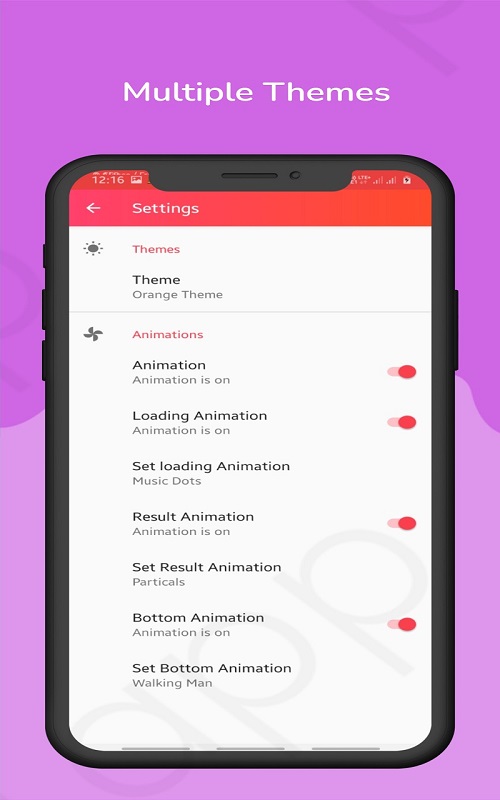 Multiple Themes
12:16
Settings
Themes
Theme
Orange Theme
Animations
Animation
Animation is on
Loading Animation
Animation is on
Set loading Animation
Music Dots
Result Animation
Animation is on
Set Result Animation
Particals
Bottom Animation
Animation is on
Set Bottom Animation
Walking Man
app